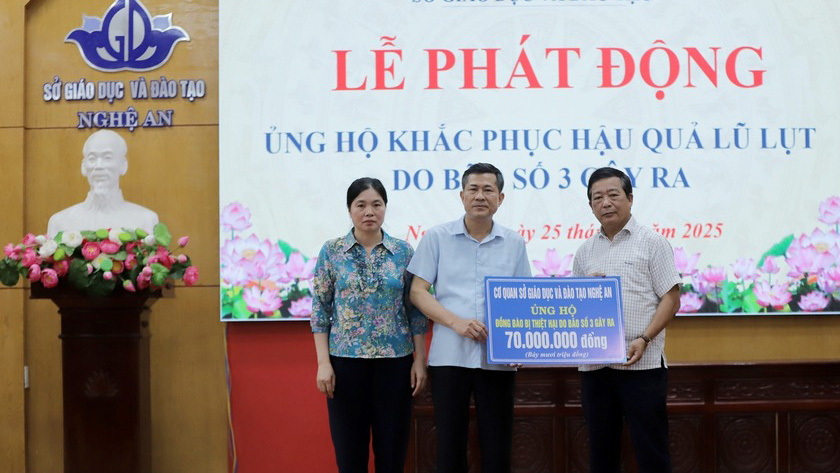 SỞ GIÁO DỤC VÀ ĐÀO TẠO
NGHỆ AN
LỄ PHÁT ĐỘNG
ỦNG HỘ KHẮC PHỤC HẬU QUẢ LŨ LỤT
DO BÃO SỐ 3 GÂY RA
25 năm 2025
CƠ QUAN SỞ GIÁO DỤC VÀ ĐÀO TẠO NGHỆ AN
ỦNG HỘ
ĐỒNG BÀO BỊ THIỆT HẠI DO BÃO SỐ 3 GÂY RA
70.000.000 đồng
(Bảy mươi triệu đồng)